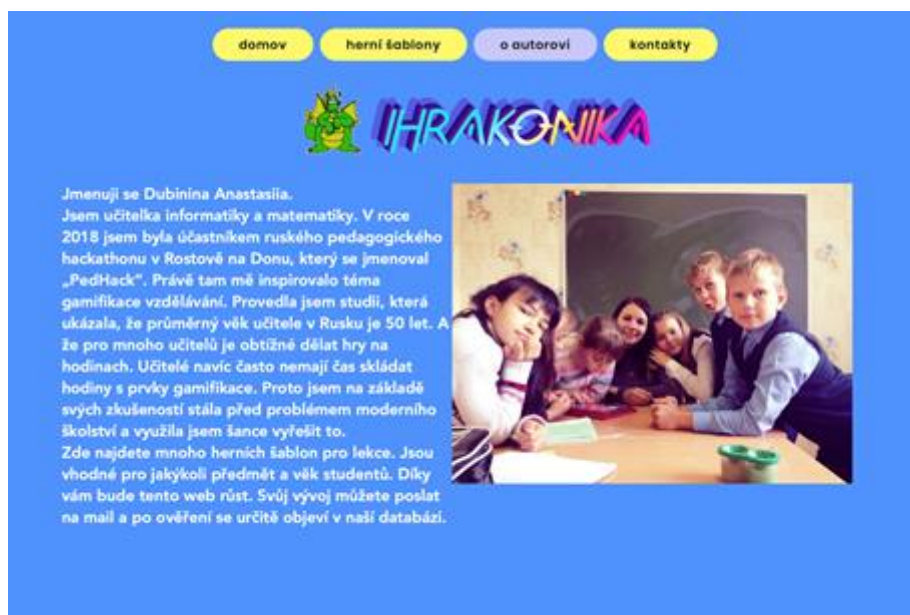 domov
herní šablony
o autorovi
kontakty
IHRAKONIKA
Jmenuji se Dubinina Anastasiia.
Jsem učitelka informatiky a matematiky. V roce
2018 jsem byla účastníkem ruského pedagogického
hackathonu v Rostově na Donu, který se jmenoval
„PedHack“. Právě tam mě inspirovalo téma
gamifikace vzdělávání. Provedla jsem studii, která
ukázala, že průměrný věk učitele v Rusku je 50 let. A
že pro mnoho učitelů je obtížné dělat hry na
hodinach. Učitelé navíc často nemají čas skládat
hodiny s prvky gamifikace. Proto jsem na základě
svých zkušeností stála před problémem moderního
školství a využila jsem šance vyřešit to.
Zde najdete mnoho herních šablon pro lekce. Jsou
vhodné pro jakýkoli předmět a věk studentů. Díky
vám bude tento web růst. Svůj vývoj můžete poslat
na mail a po ověření se určitě objeví v naší databázi.